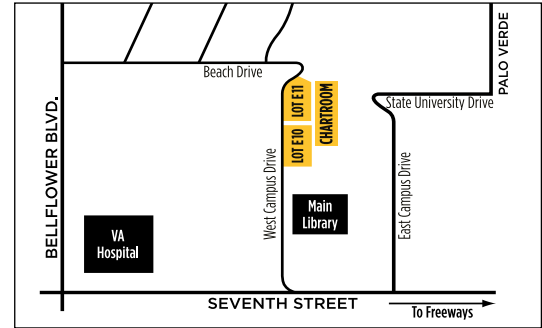 PALO VERDE
Beach Drive
LOT E11
CHARTROOM
State University Drive
BELLFLOWER BLVD.
LOT E10
West Campus Drive
East Campus Drive
Main
Library
VA
Hospital
SEVENTH STREET
To Freeways